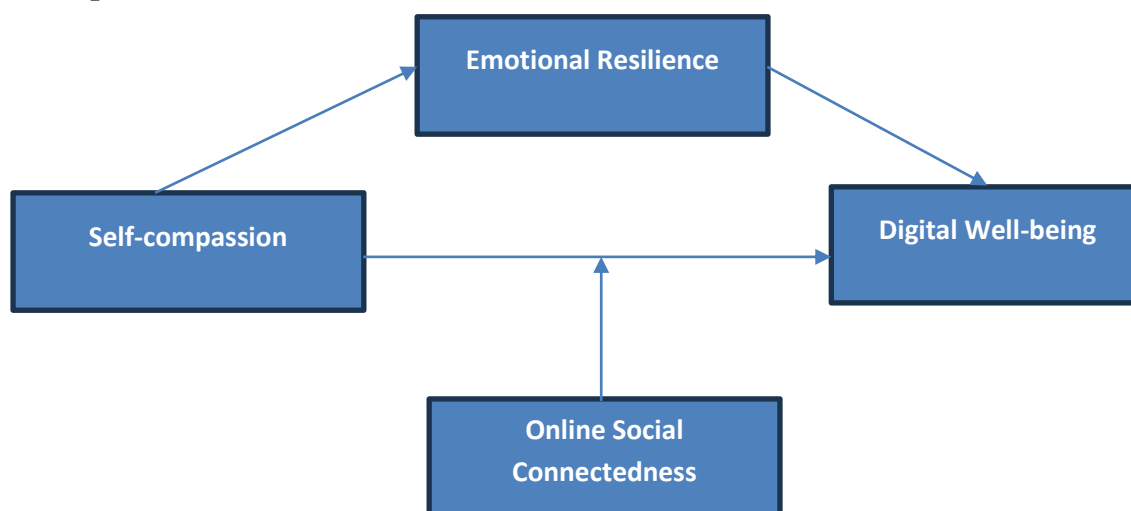 Emotional Resilience
Self-compassion
Digital Well-being
Online Social
Connectedness